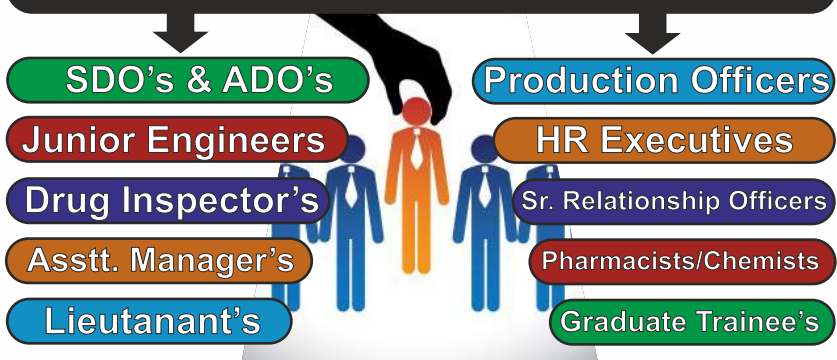 SDO's & ADO's
Junior Engineers
Drug Inspector's
Asstt. Manager's
Lieutanant's
Production Officers
HR Executives
Sr. Relationship Officers
Pharmacists/Chemists
Graduate Trainee's